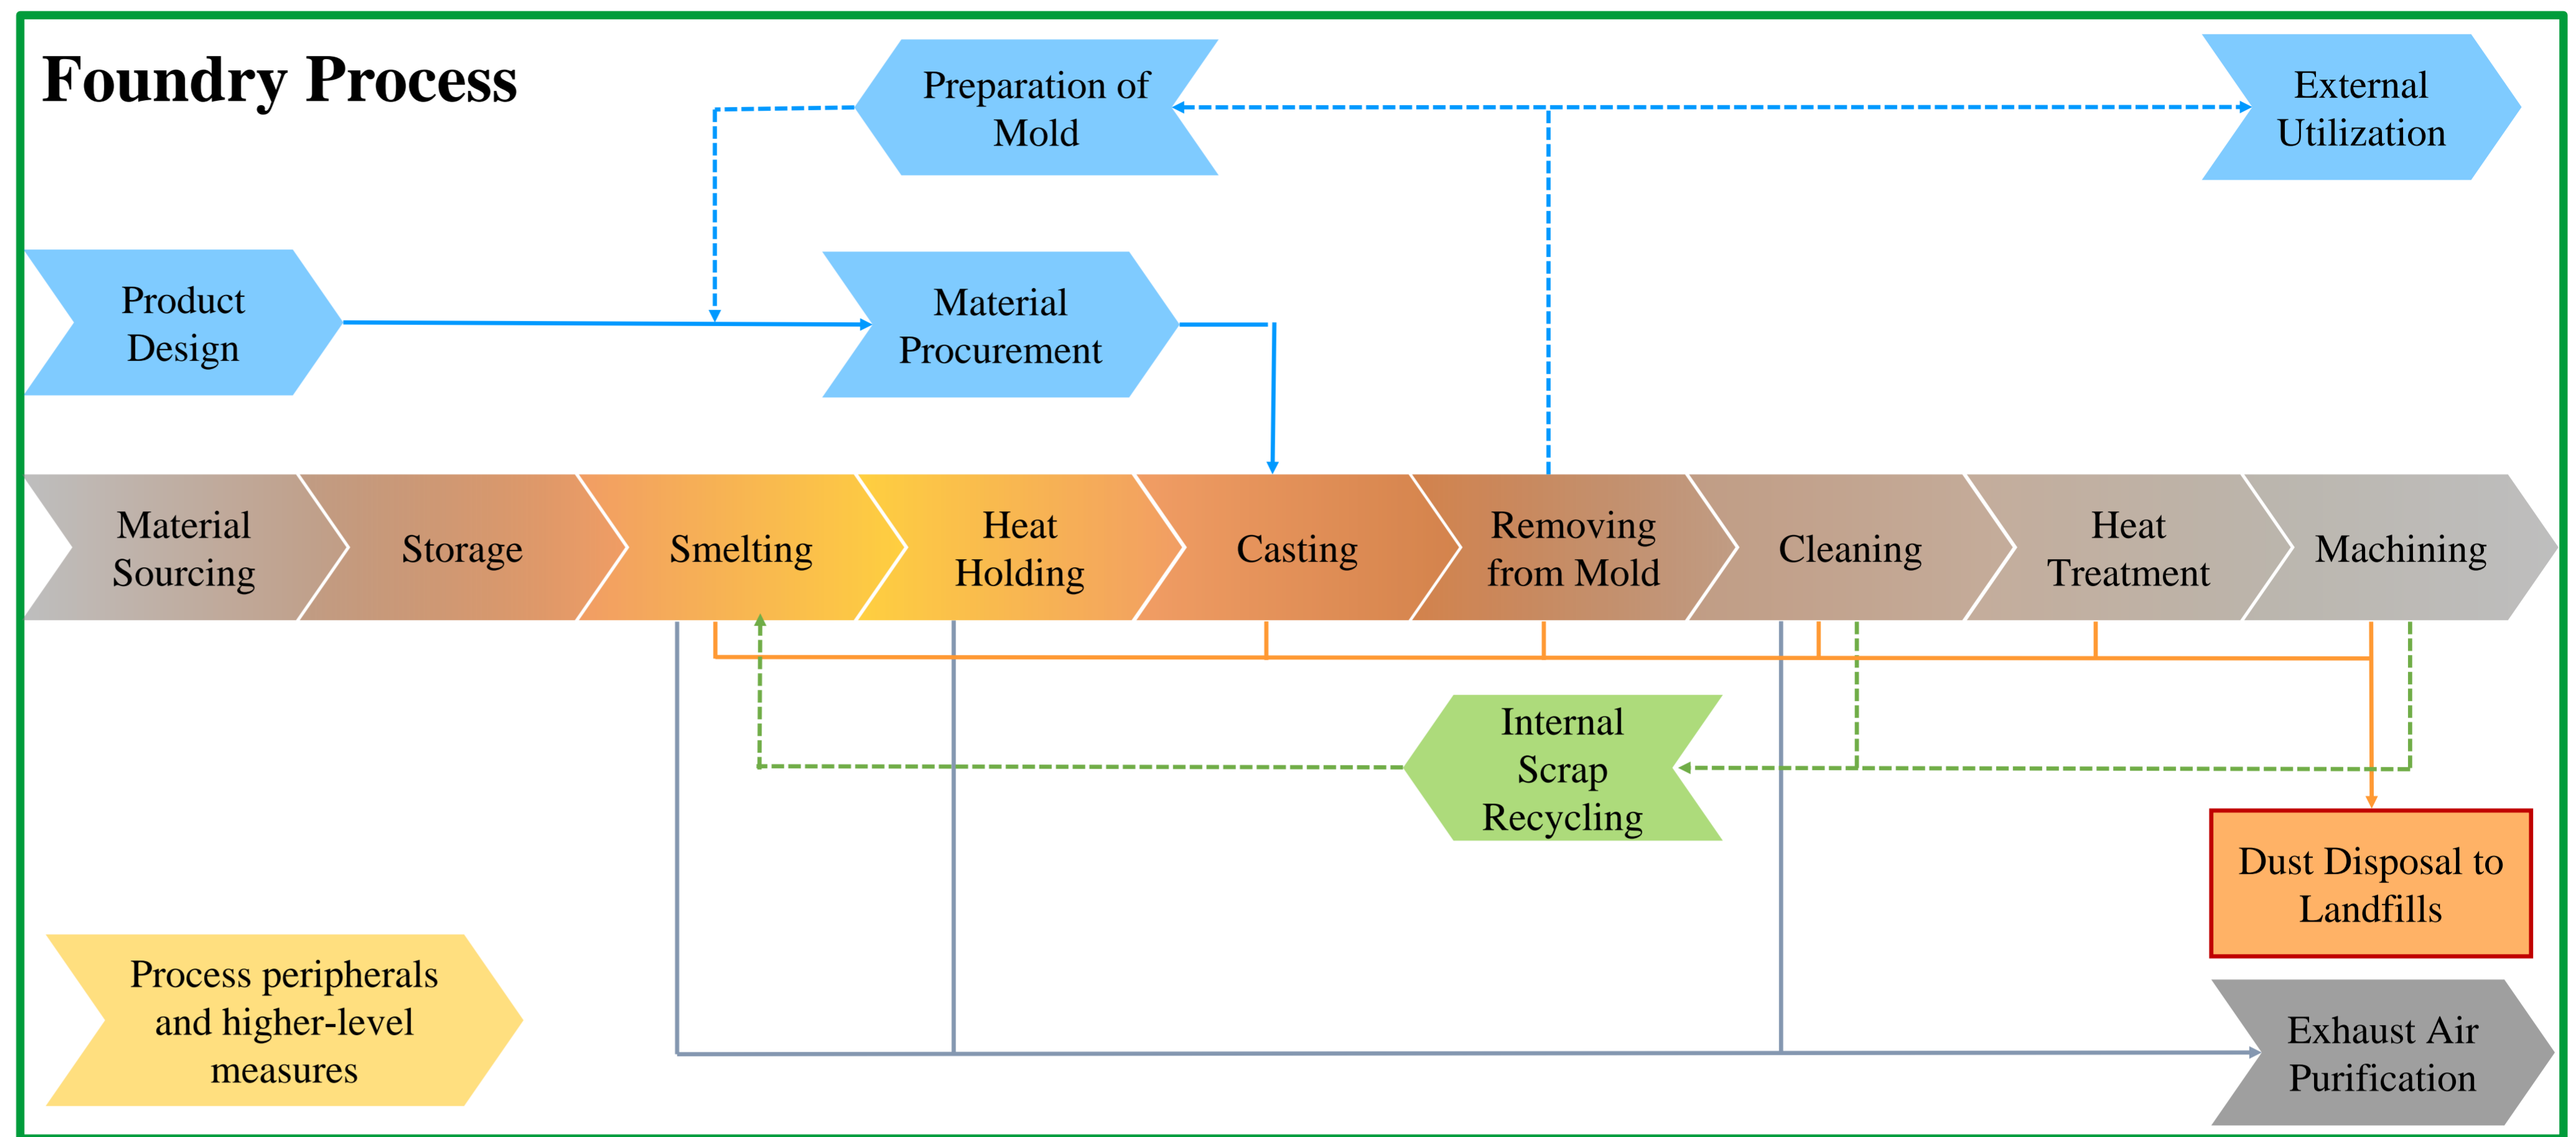 Foundry Process
Preparation of
Mold
External
Utilization
Product
Design
Material
Procurement
Material
Sourcing
Storage
Smelting
Heat
Holding
Casting
Removing
from Mold
Cleaning
Heat
Treatment
Machining
Internal
Scrap
Recycling
Dust Disposal to
Landfills
Process peripherals
and higher-level
measures
Exhaust Air
Purification